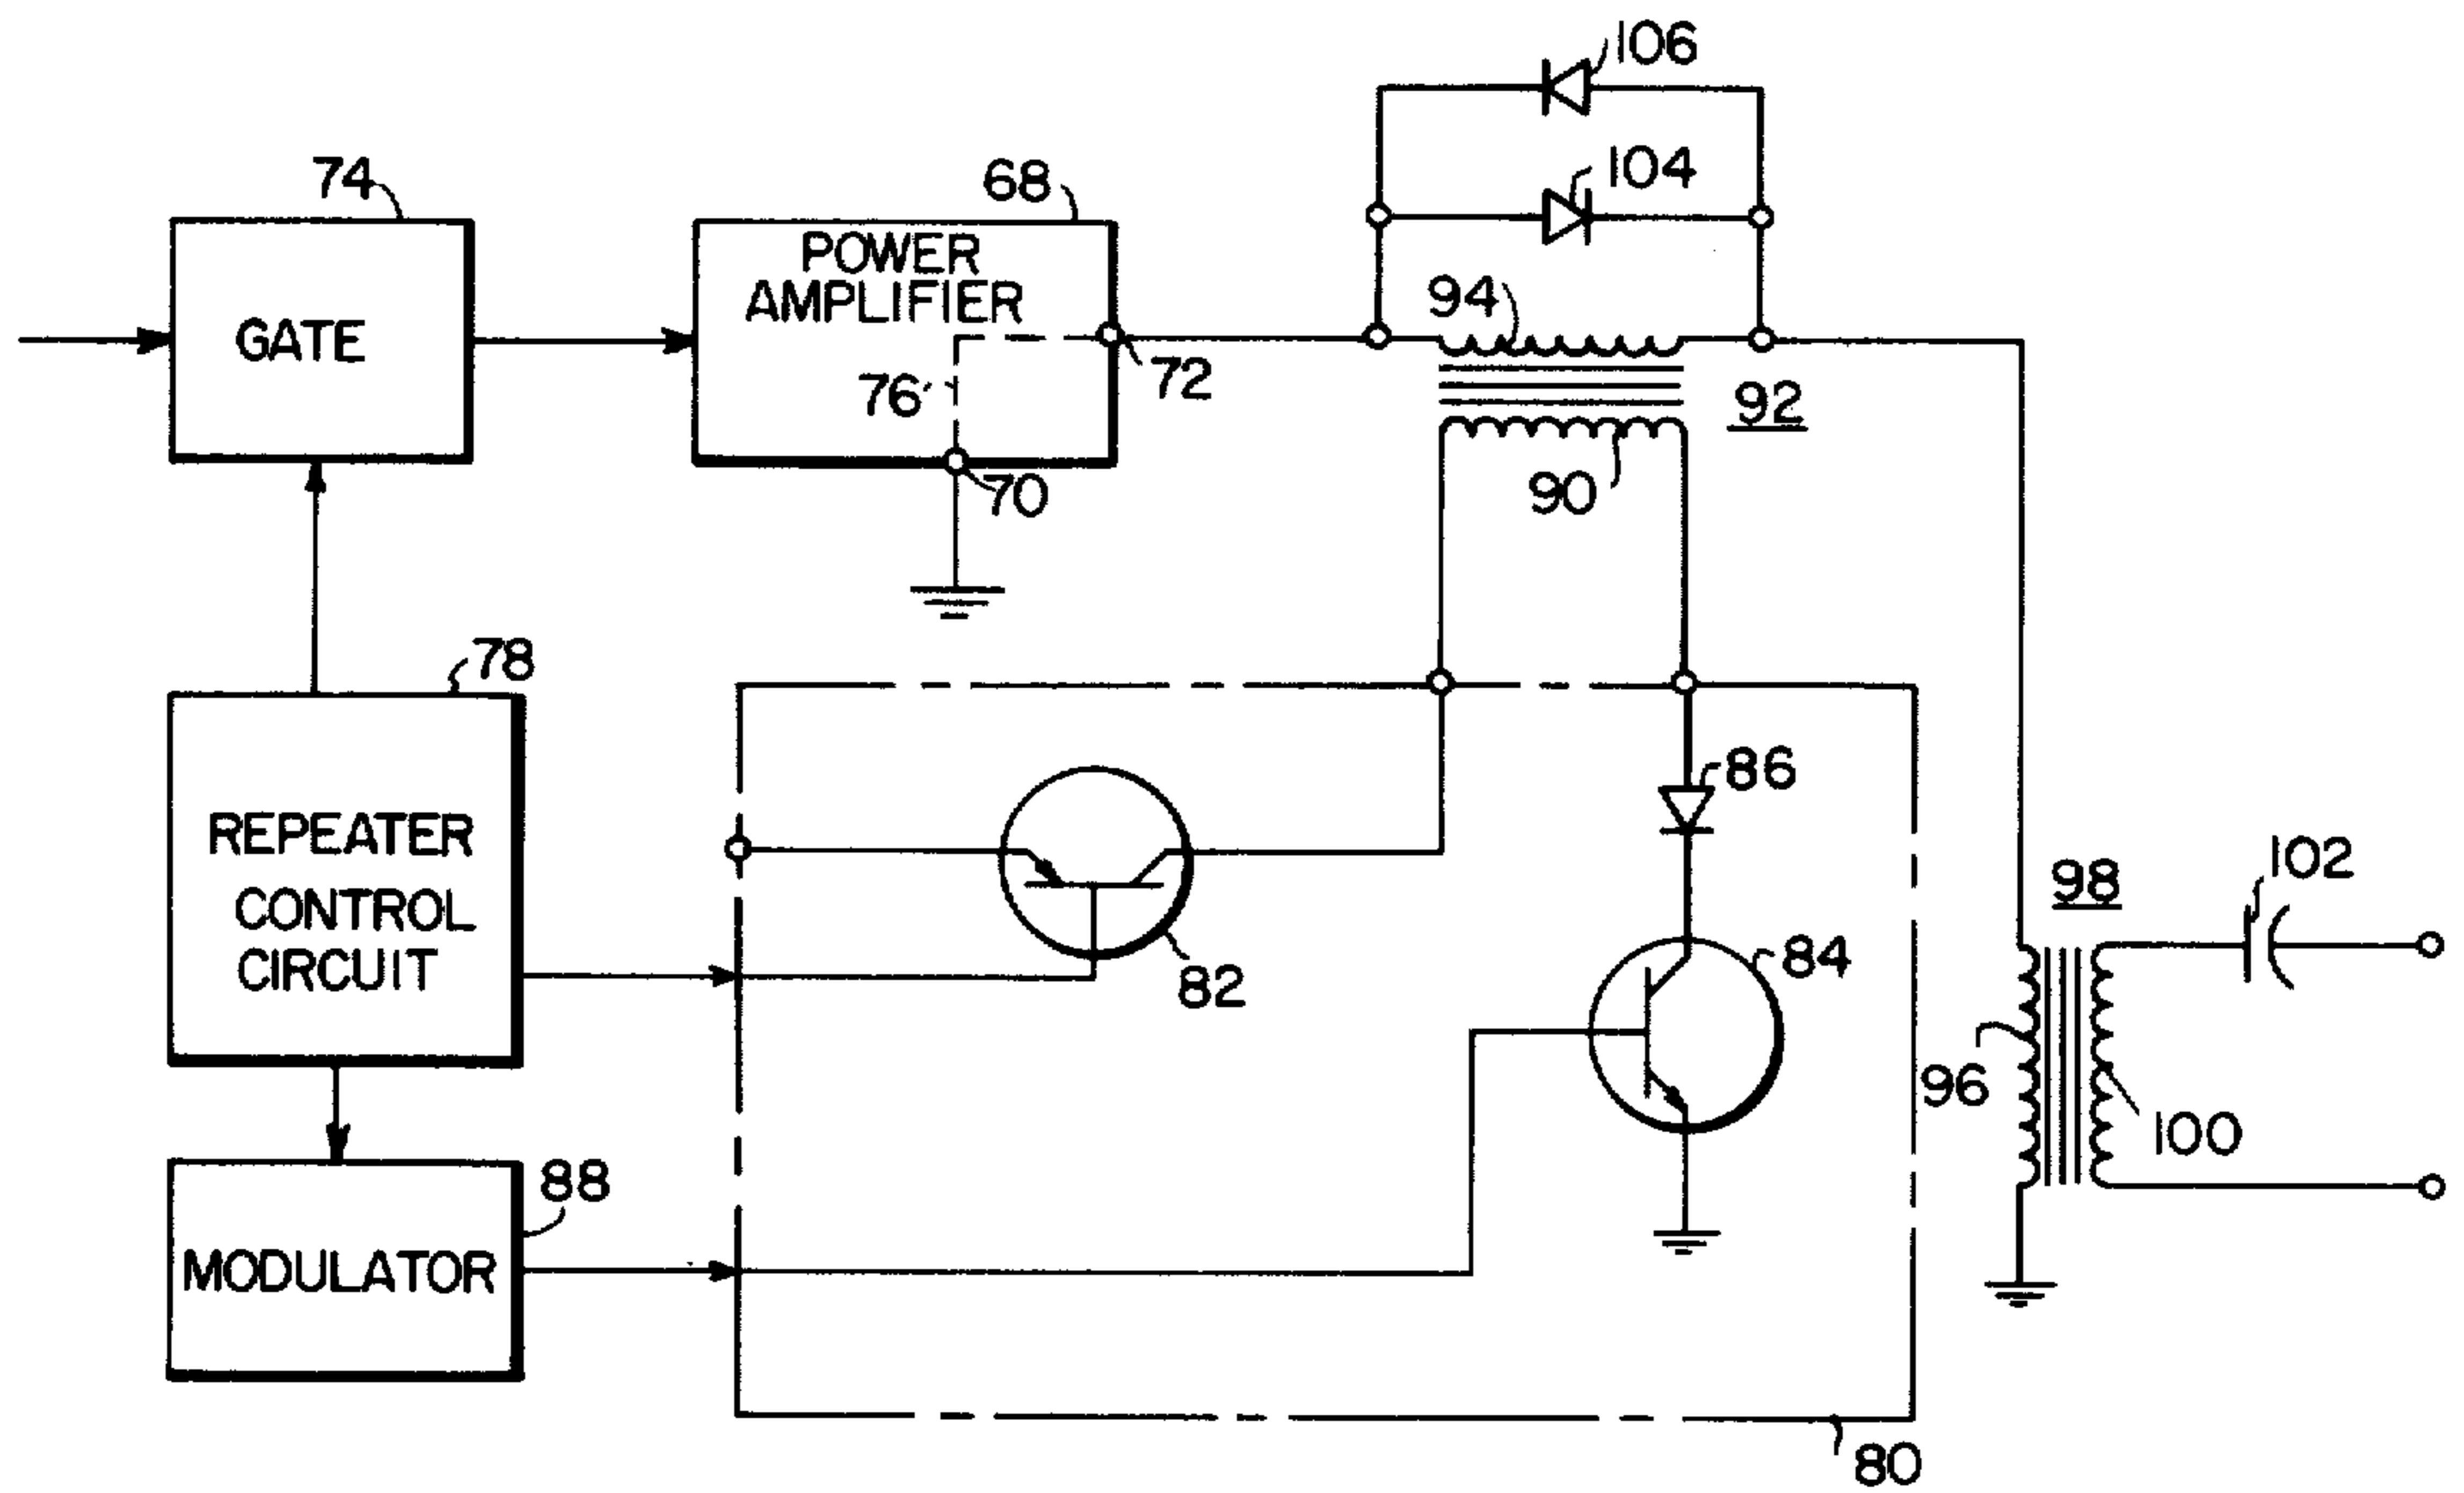 106
104
74
68
POWER
AMPLIFIER
GATE
94
72
76
92
90
70
78
86
REPEATER
CONTROL
CIRCUIT
98
102
84
82
96
100
88
MODULATOR
80